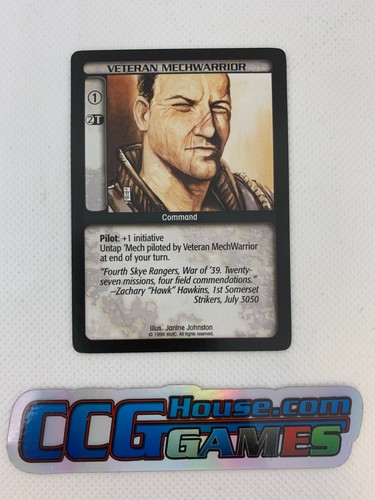 VETERAN MECHWARRIOR
1
2T
Command
Pilot: +1 initiative
Untap 'Mech piloted by Veteran MechWarrior
at end of your turn.
"Fourth Skye Rangers, War of '39. Twenty-
seven missions, four field commendations."
–Zachary "Hawk" Hawkins, 1st Somerset
Strikers, July 3050
Illus. Janine Johnston
© 1996 WotC. All rights reserved.
CCG House.com
GAMES